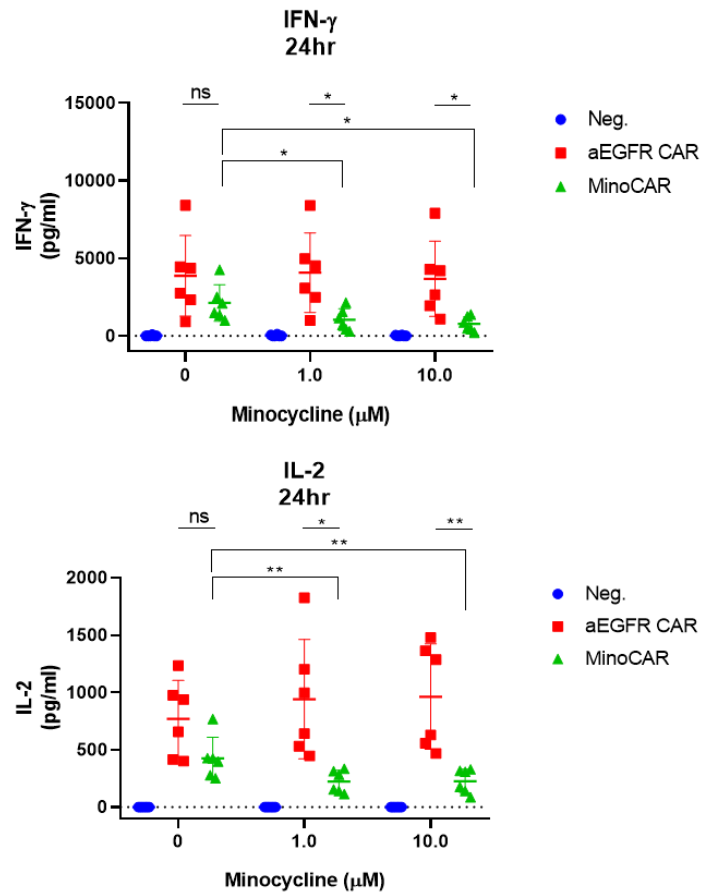 IFN-γ
24hr
ns
*
*
*
*
15000
10000
5000
0
IFN-γ
(pg/ml)
0
1.0
10.0
Minocycline (μM)
Neg.
aEGFR CAR
MinoCAR
IL-2
24hr
ns
*
**
**
**
2000
1500
1000
500
0
IL-2
(pg/ml)
0
1.0
10.0
Minocycline (μM)
Neg.
aEGFR CAR
MinoCAR